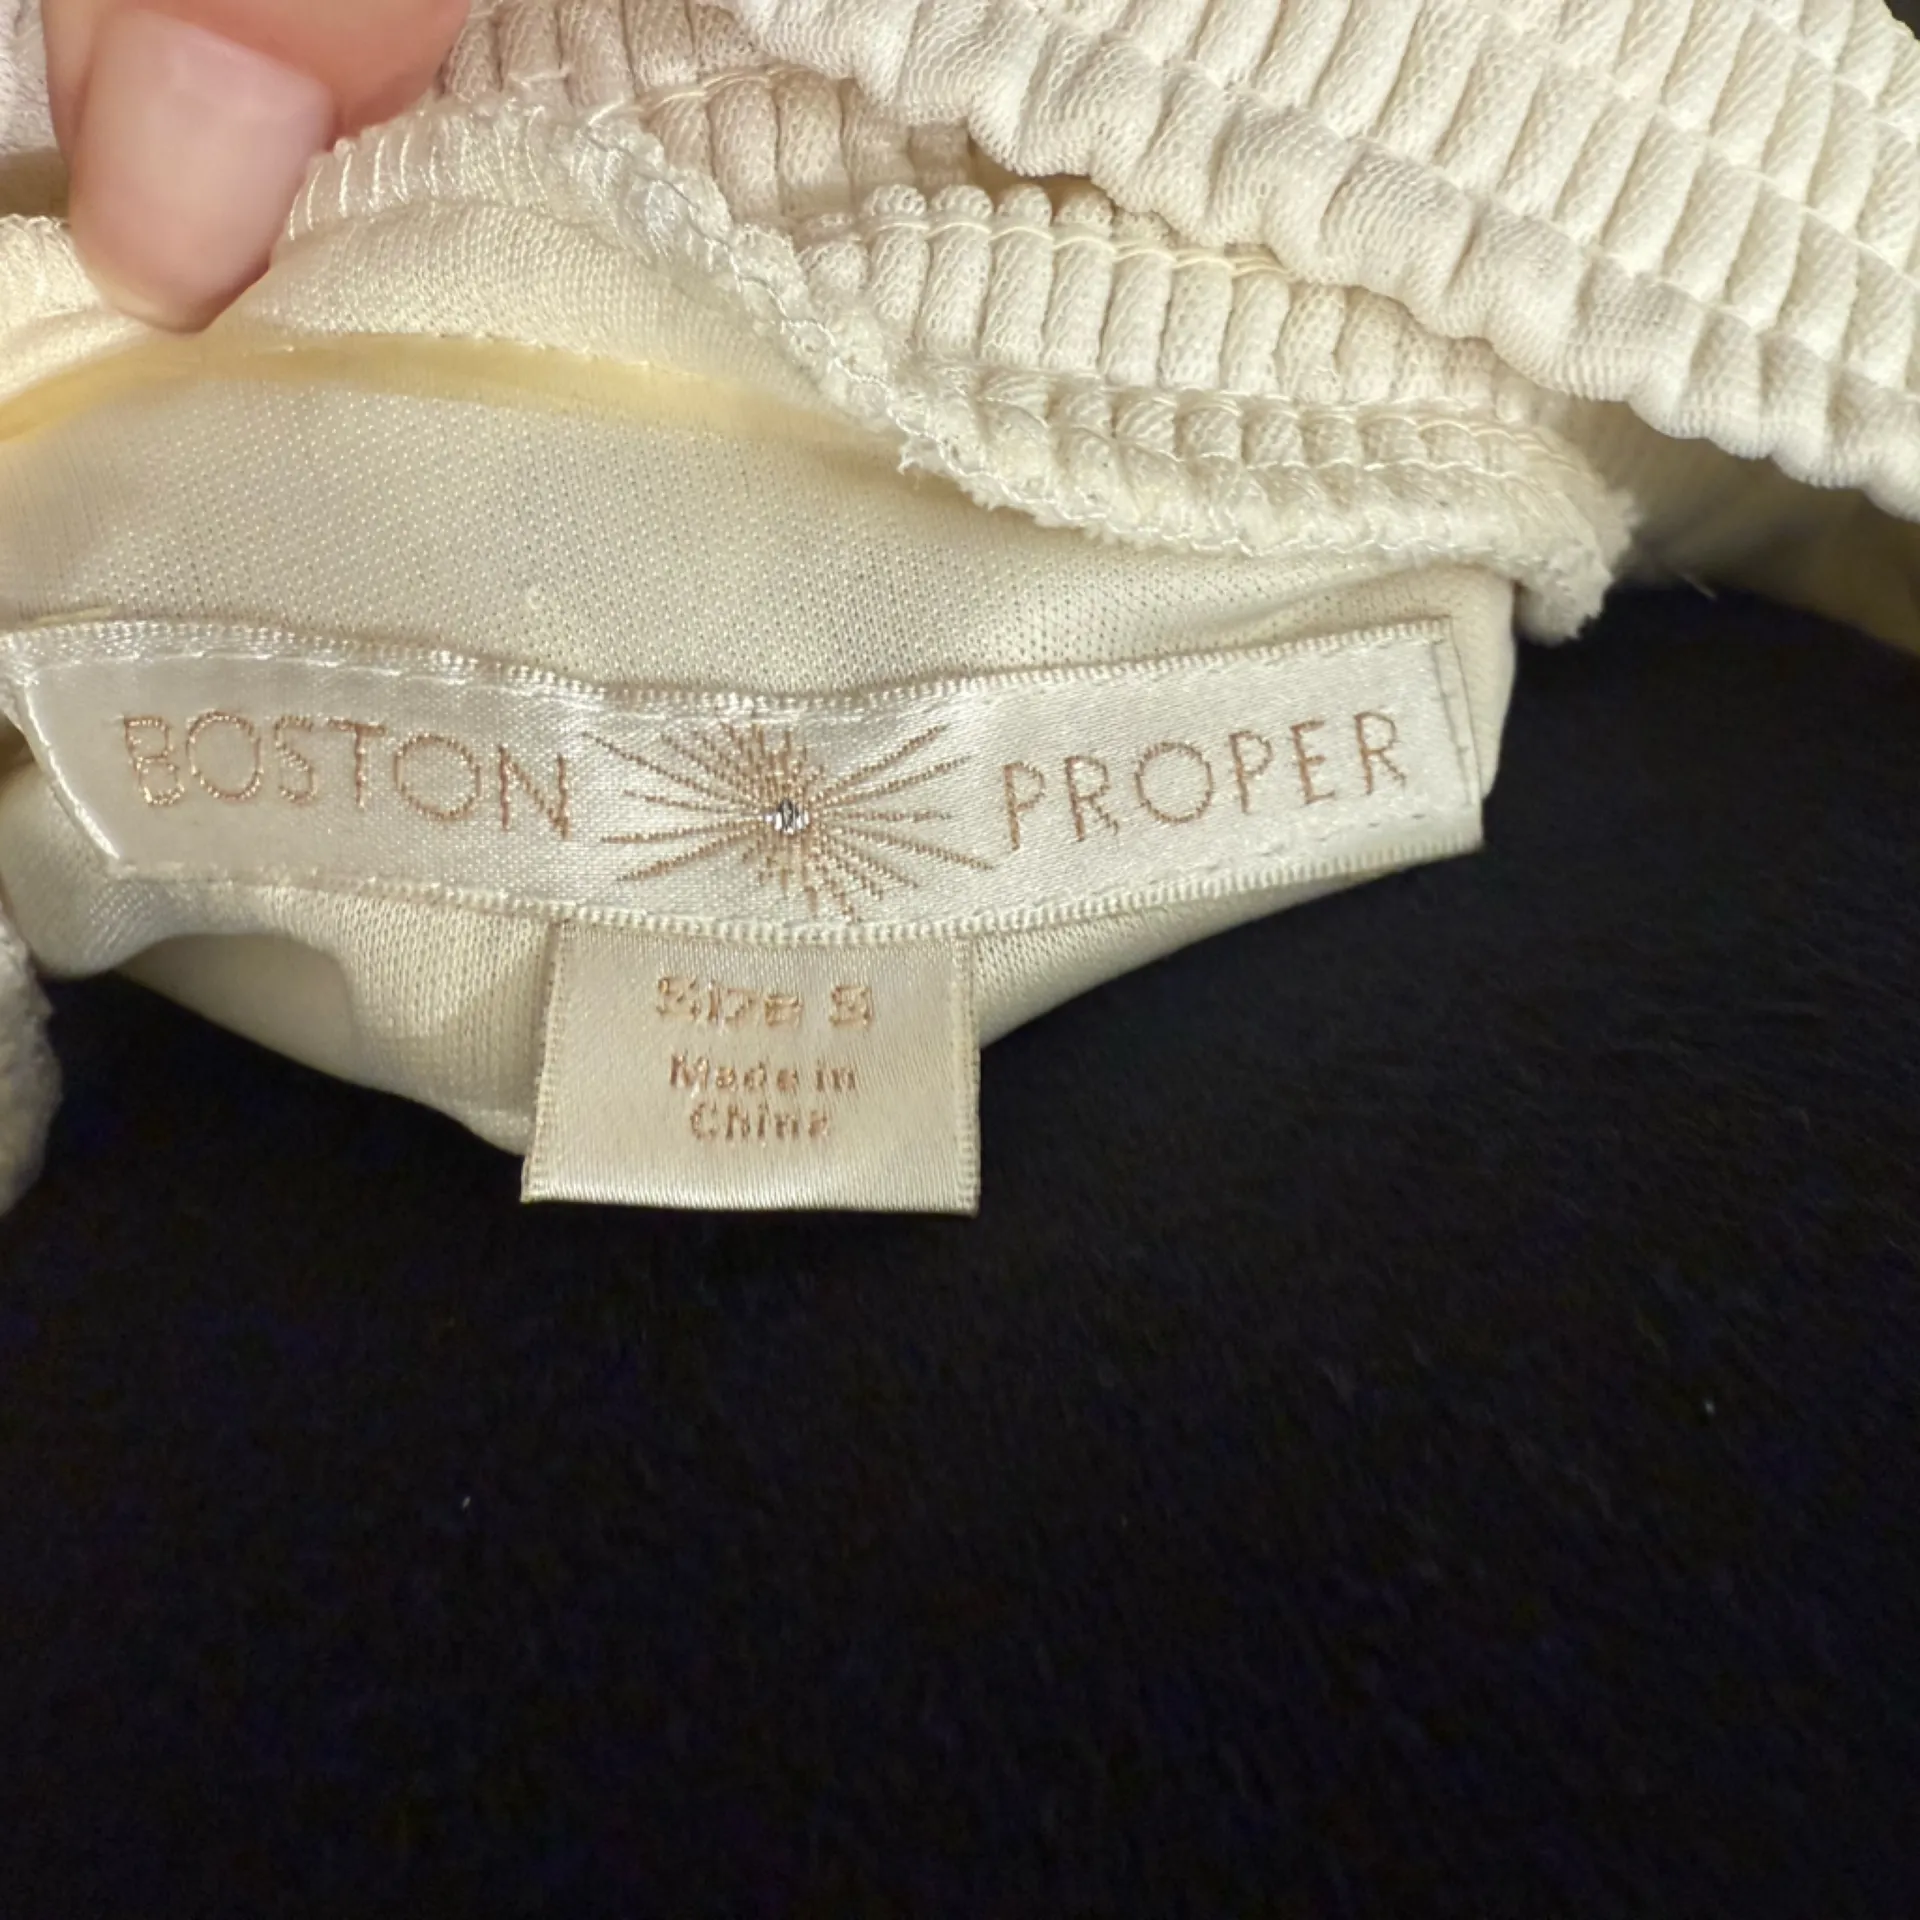 BOSTON PROPER
Size S
Made in
China